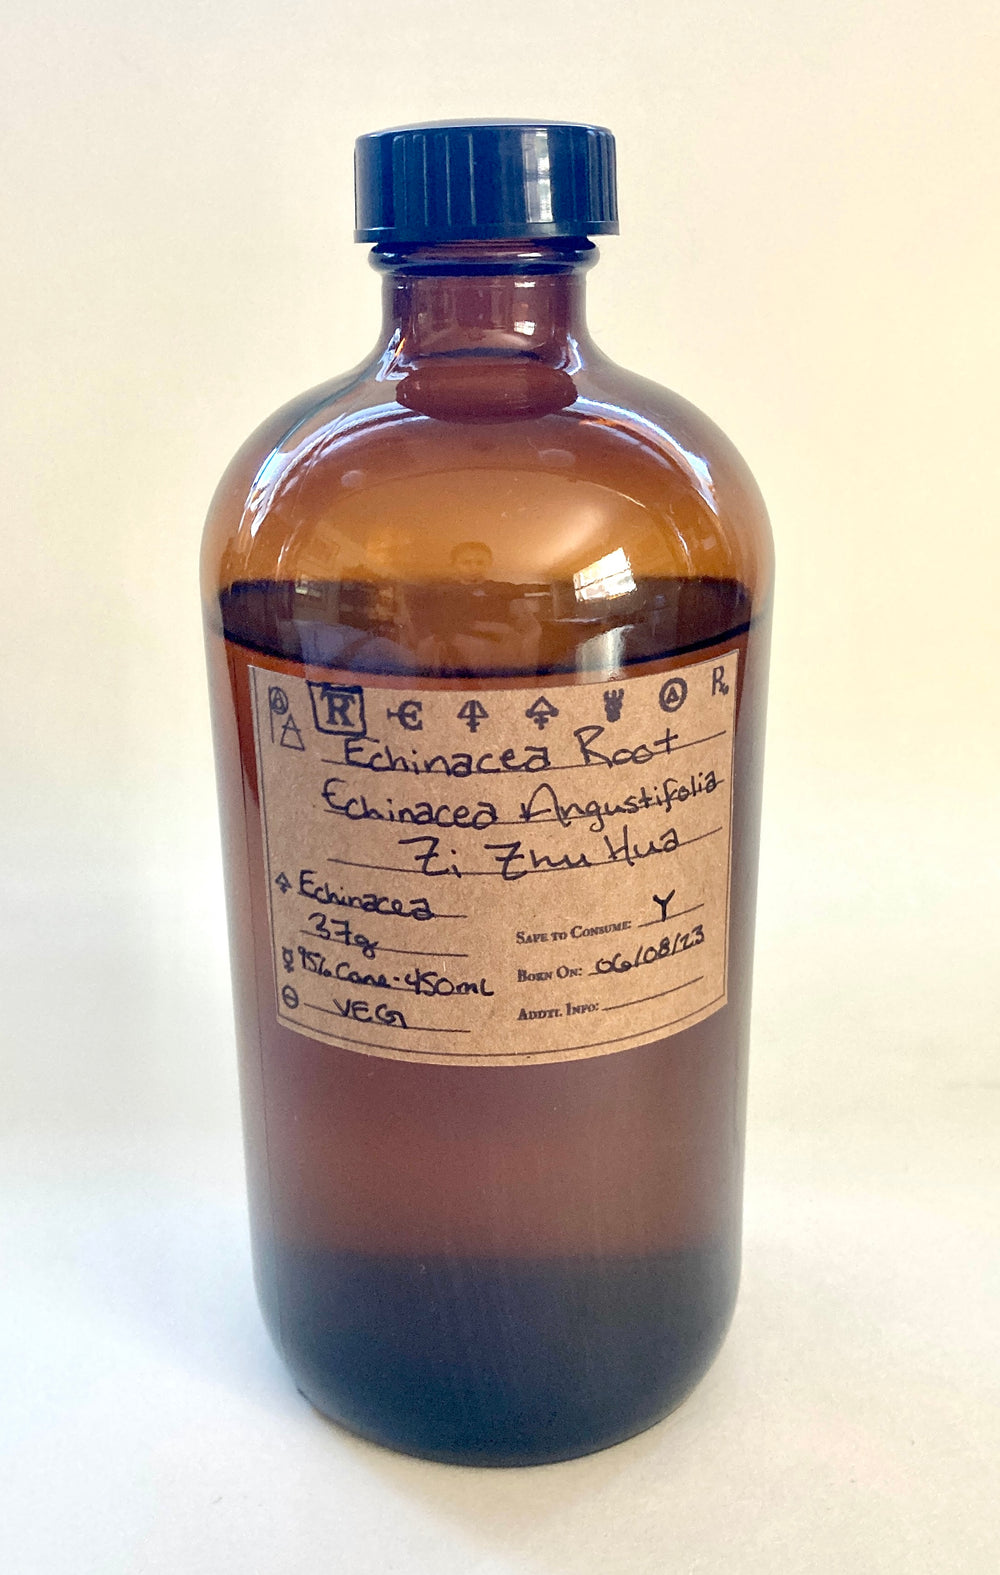 R €
Echinacea Root
Echinacea Angustifolia
Zi Zhu Hua
Echinacea
37g
95% Cane - 450mL
VEG
SAFE TO CONSUME: Y
BORN ON: 06/08/23
ADDTL INFO: